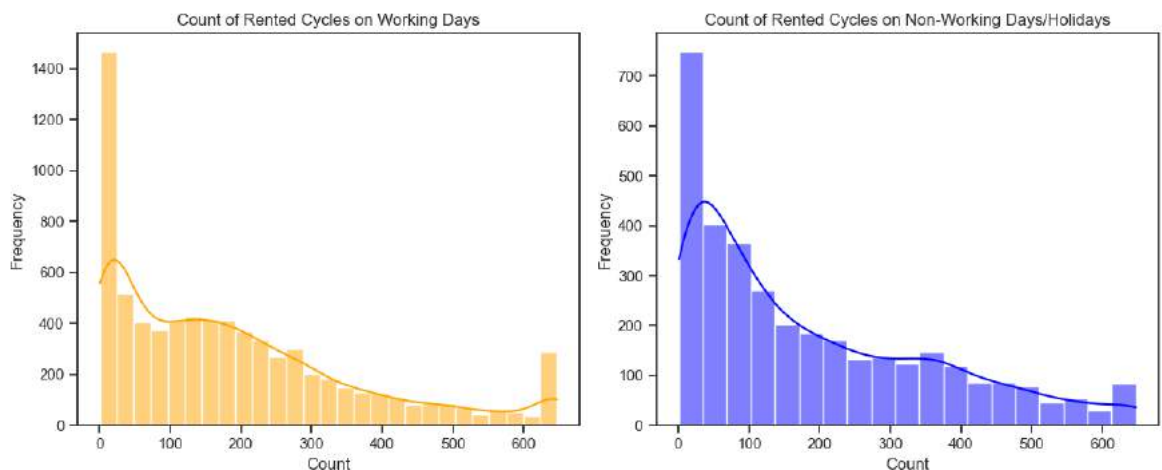 Count of Rented Cycles on Working Days
1400
1200
1000
800
600
400
200
0
Frequency
0 100 200 300 400 500 600
Count
Count of Rented Cycles on Non-Working Days/Holidays
700
600
500
400
300
200
100
0
Frequency
0 100 200 300 400 500 600
Count